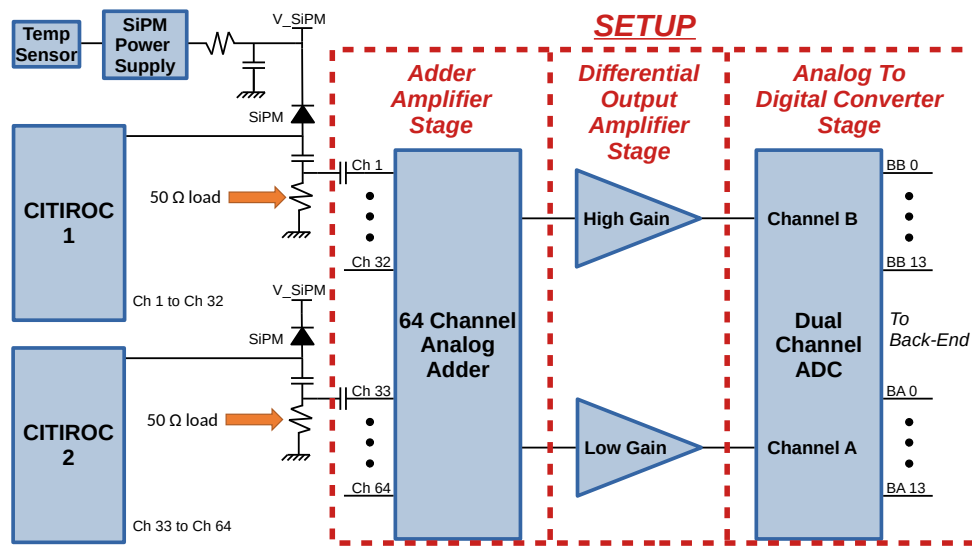 Temp
Sensor
SiPM
Power
Supply
V_SiPM
SiPM
CITIROC
1
50 Ω load
Ch 1 to Ch 32
V_SiPM
SiPM
CITIROC
2
50 Ω load
Ch 33 to Ch 64
SETUP
Adder
Amplifier
Stage
Ch 1
Ch 32
64 Channel
Analog
Adder
Ch 33
Ch 64
Differential
Output
Amplifier
Stage
High Gain
Low Gain
Analog To
Digital Converter
Stage
Channel B
Dual
Channel
ADC
Channel A
BB 0
BB 13
To
Back-End
BA 0
BA 13